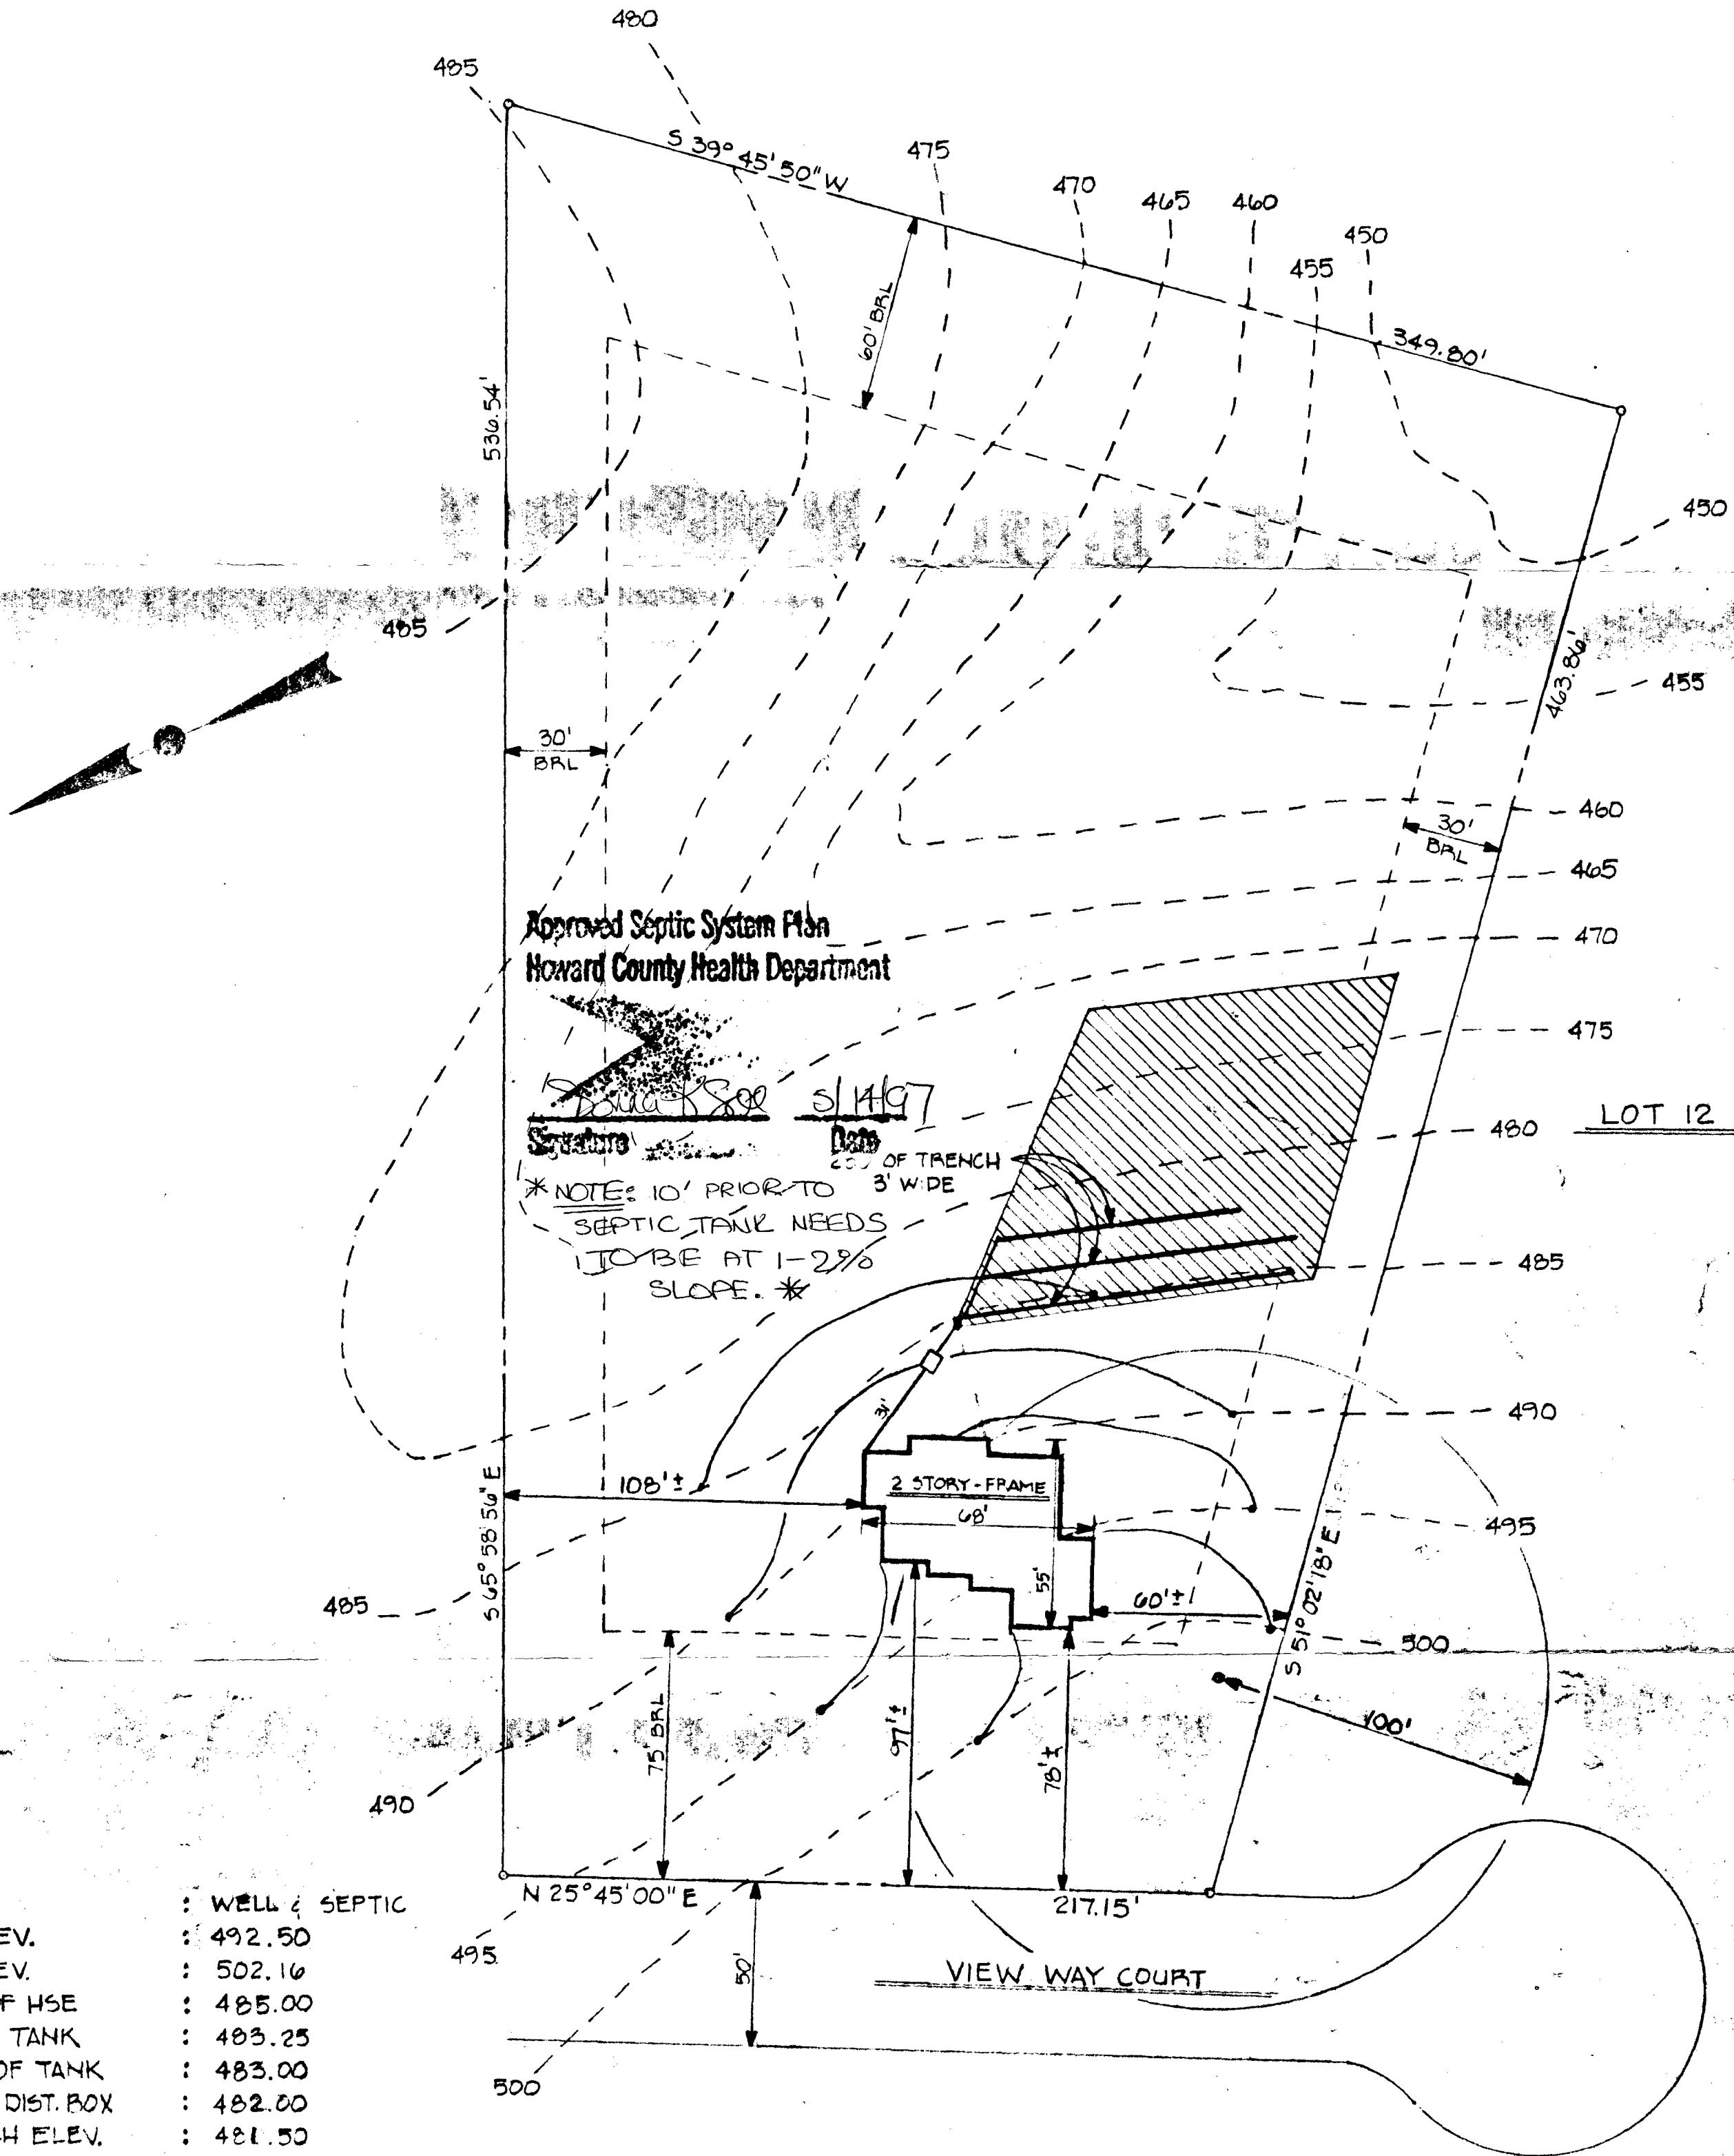 480
485
S 39° 45' 50" W
475
470
465
460
450
455
349.80'
60' BRL
536.54'
450
485
463.86'
455
30'
BRL
460
30'
BRL
465
470
Approved Septic System Plan
Howard County Health Department
475
5/14/97
Signature
Date
480
LOT 12
OF TRENCH
3' WIDE
* NOTE: 10' PRIOR TO
SEPTIC TANK NEEDS
TO BE AT 1-2%
SLOPE. *
485
490
31'
2 STORY-FRAME
68'
108'±
495
S 65° 58' 56" E
55'
60'±
S 51° 02' 18" E
485
500
75' BRL
97'±
78'±
100'
490
N 25° 45' 00" E
217.15'
495
50'
VIEW WAY COURT
500
: WELL & SEPTIC
EV. : 492.50
EV. : 502.16
F HSE : 485.00
TANK : 483.25
OF TANK : 483.00
DIST. BOX : 482.00
H ELEV. : 481.50